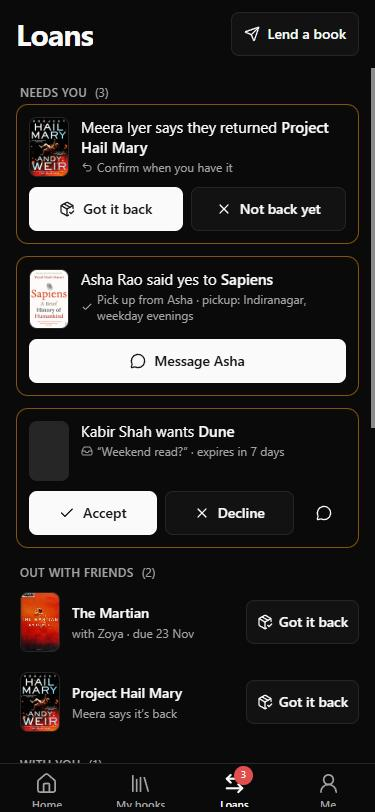 Loans
Lend a book
NEEDS YOU (3)
HAIL
MARY
ANDY
WEIR
Meera Iyer says they returned Project
Hail Mary
Confirm when you have it
Got it back
Not back yet
Sapiens
A Brief
History of
Humankind
Asha Rao said yes to Sapiens
Pick up from Asha · pickup: Indiranagar,
weekday evenings
Message Asha
Kabir Shah wants Dune
“Weekend read?” · expires in 7 days
Accept
Decline
OUT WITH FRIENDS (2)
THE MARTIAN
The Martian
with Zoya · due 23 Nov
Got it back
HAIL
MARY
ANDY
WEIR
Project Hail Mary
Meera says it's back
Got it back
WITH YOU (1)
3
Home
My books
Loans
Me